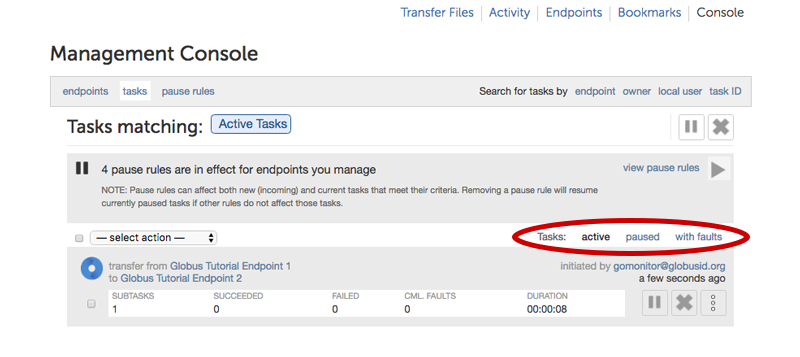 Transfer Files Activity Endpoints Bookmarks Console
Management Console
endpoints tasks pause rules Search for tasks by endpoint owner local user task ID
Tasks matching: Active Tasks
4 pause rules are in effect for endpoints you manage view pause rules
NOTE: Pause rules can affect both new (incoming) and current tasks that meet their criteria. Removing a pause rule will resume
currently paused tasks if other rules do not affect those tasks.
— select action — Tasks: active paused with faults
transfer from Globus Tutorial Endpoint 1 initiated by gomonitor@globusid.org
to Globus Tutorial Endpoint 2 a few seconds ago
SUBTASKS SUCCEEDED FAILED CML. FAULTS DURATION
1 0 0 0 00:00:08